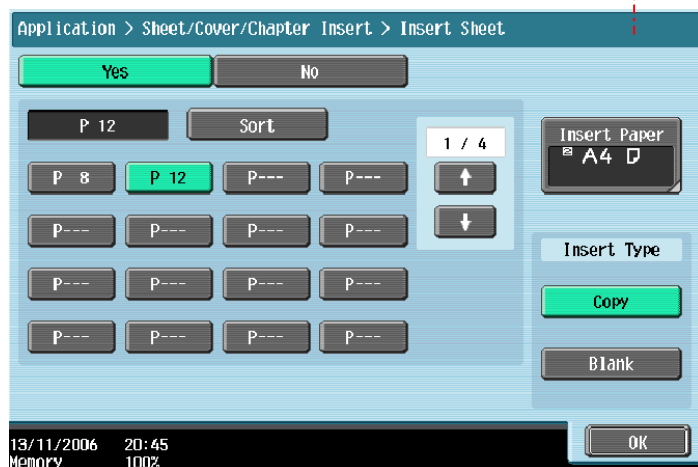 Application > Sheet/Cover/Chapter Insert > Insert Sheet
Yes No
P 12 Sort
1 / 4
Insert Paper
A4
P 8 P 12 P--- P---
P--- P--- P--- P---
Insert Type
P--- P--- P--- P---
Copy
P--- P--- P--- P---
Blank
13/11/2006 20:45
OK
Memory 100%